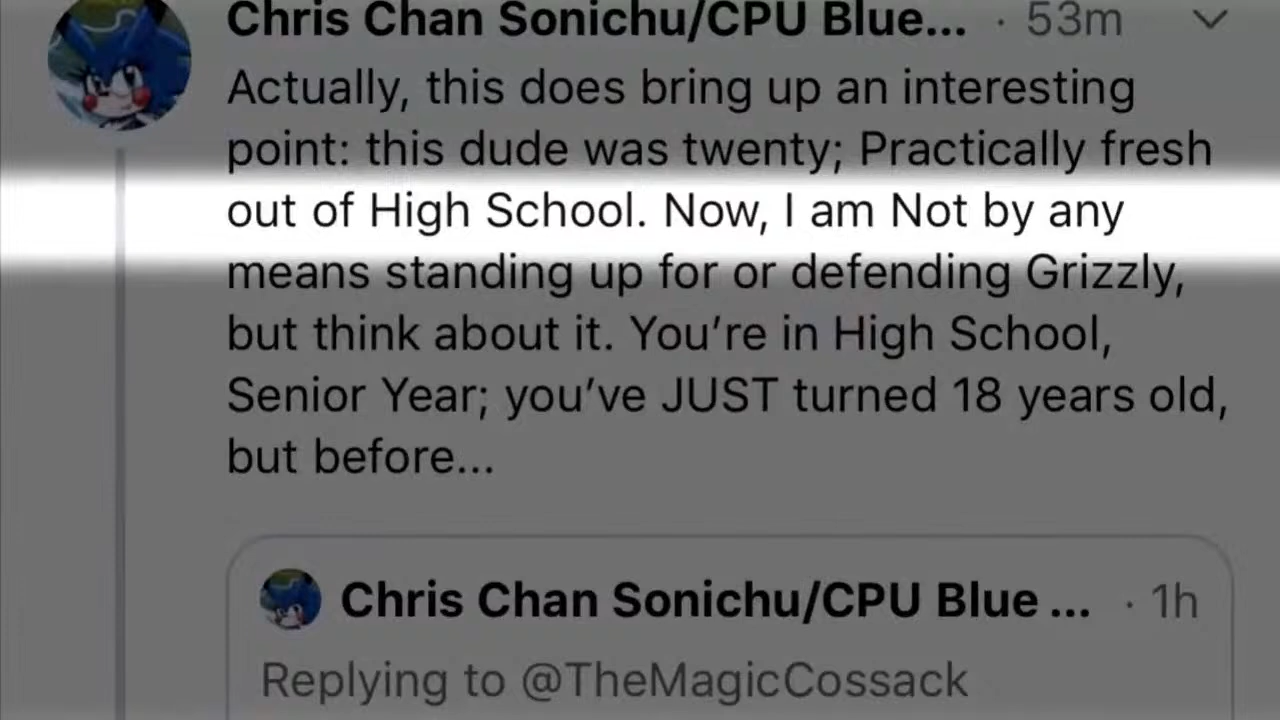 Chris Chan Sonichu/CPU Blue... · 53m
Actually, this does bring up an interesting
point: this dude was twenty; Practically fresh
out of High School. Now, I am Not by any
means standing up for or defending Grizzly,
but think about it. You’re in High School,
Senior Year; you’ve JUST turned 18 years old,
but before...
Chris Chan Sonichu/CPU Blue ... · 1h
Replying to @TheMagicCossack